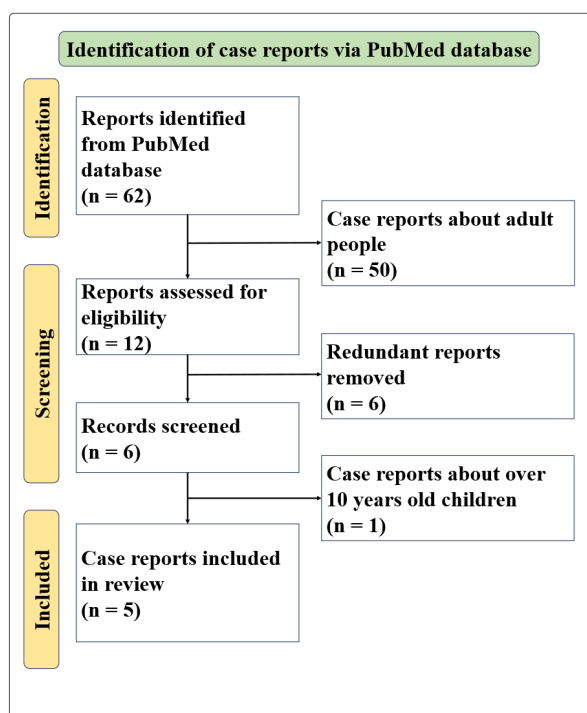 Identification of case reports via PubMed database
Identification
Reports identified
from PubMed
database
(n = 62)
Case reports about adult
people
(n = 50)
Screening
Reports assessed for
eligibility
(n = 12)
Redundant reports
removed
(n = 6)
Records screened
(n = 6)
Case reports about over
10 years old children
(n = 1)
Included
Case reports included
in review
(n = 5)